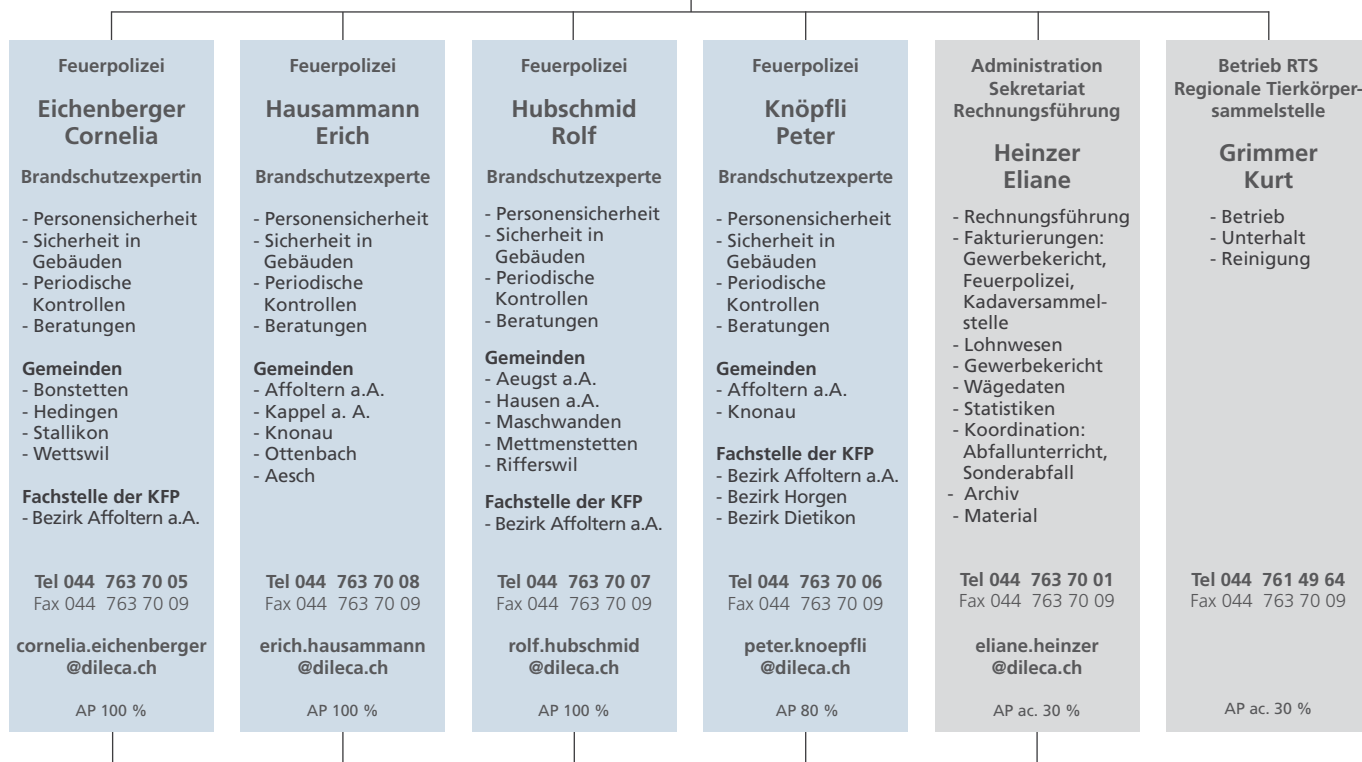 Feuerpolizei
Eichenberger
Cornelia
Brandschutzexpertin
- Personensicherheit
- Sicherheit in
Gebäuden
- Periodische
Kontrollen
- Beratungen
Gemeinden
- Bonstetten
- Hedingen
- Stallikon
- Wettswil
Fachstelle der KFP
- Bezirk Affoltern a.A.
Tel 044 763 70 05
Fax 044 763 70 09
cornelia.eichenberger
@dileca.ch
AP 100 %
Feuerpolizei
Hausammann
Erich
Brandschutzexperte
- Personensicherheit
- Sicherheit in
Gebäuden
- Periodische
Kontrollen
- Beratungen
Gemeinden
- Affoltern a.A.
- Kappel a. A.
- Knonau
- Ottenbach
- Aesch
Tel 044 763 70 08
Fax 044 763 70 09
erich.hausammann
@dileca.ch
AP 100 %
Feuerpolizei
Hubschmid
Rolf
Brandschutzexperte
- Personensicherheit
- Sicherheit in
Gebäuden
- Periodische
Kontrollen
- Beratungen
Gemeinden
- Aeugst a.A.
- Hausen a.A.
- Maschwanden
- Mettmenstetten
- Rifferswil
Fachstelle der KFP
- Bezirk Affoltern a.A.
Tel 044 763 70 07
Fax 044 763 70 09
rolf.hubschmid
@dileca.ch
AP 100 %
Feuerpolizei
Knöpfli
Peter
Brandschutzexperte
- Personensicherheit
- Sicherheit in
Gebäuden
- Periodische
Kontrollen
- Beratungen
Gemeinden
- Affoltern a.A.
- Knonau
Fachstelle der KFP
- Bezirk Affoltern a.A.
- Bezirk Horgen
- Bezirk Dietikon
Tel 044 763 70 06
Fax 044 763 70 09
peter.knoepfli
@dileca.ch
AP 80 %
Administration
Sekretariat
Rechnungsführung
Heinzer
Eliane
- Rechnungsführung
- Fakturierungen:
Gewerbekericht,
Feuerpolizei,
Kadaversammel-
stelle
- Lohnwesen
- Gewerbekericht
- Wägedaten
- Statistiken
- Koordination:
Abfallunterricht,
Sonderabfall
- Archiv
- Material
Tel 044 763 70 01
Fax 044 763 70 09
eliane.heinzer
@dileca.ch
AP ac. 30 %
Betrieb RTS
Regionale Tierkörper-
sammelstelle
Grimmer
Kurt
- Betrieb
- Unterhalt
- Reinigung
Tel 044 761 49 64
Fax 044 763 70 09
AP ac. 30 %